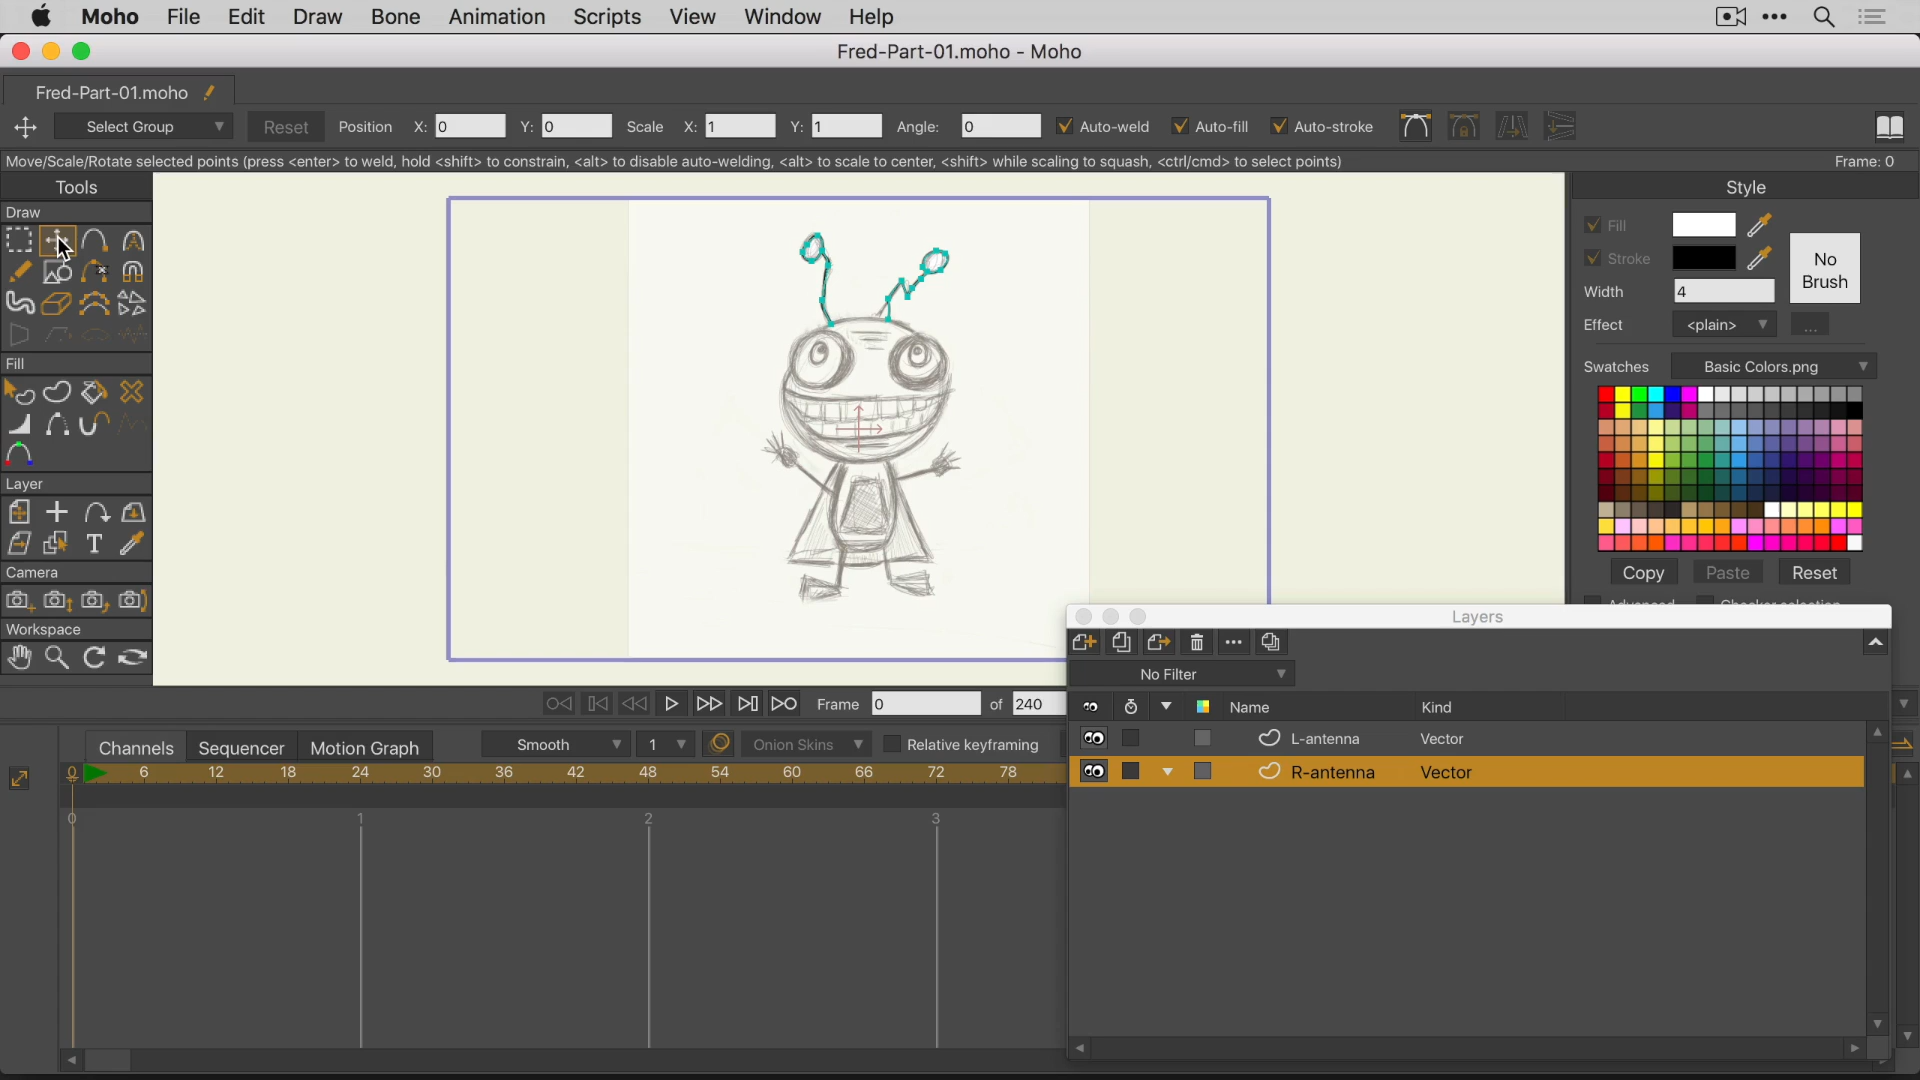 Moho File Edit Draw Bone Animation Scripts View Window Help
Fred-Part-01.moho - Moho
Fred-Part-01.moho
Select Group Reset Position X: 0 Y: 0 Scale X: 1 Y: 1 Angle: 0 Auto-weld Auto-fill Auto-stroke
Move/Scale/Rotate selected points (press <enter> to weld, hold <shift> to constrain, <alt> to disable auto-welding, <alt> to scale to center, <shift> while scaling to squash, <ctrl/cmd> to select points) Frame: 0
Tools
Draw
Fill
Layer
Camera
Workspace
Style
Fill
Stroke
No Brush
Width 4
Effect <plain> ...
Swatches Basic Colors.png
Copy Paste Reset
Layers
No Filter
Name Kind
L-antenna Vector
R-antenna Vector
Frame 0 of 240
Channels Sequencer Motion Graph Smooth 1 Onion Skins Relative keyframing
0 6 12 18 24 30 36 42 48 54 60 66 72 78
0 1 2 3